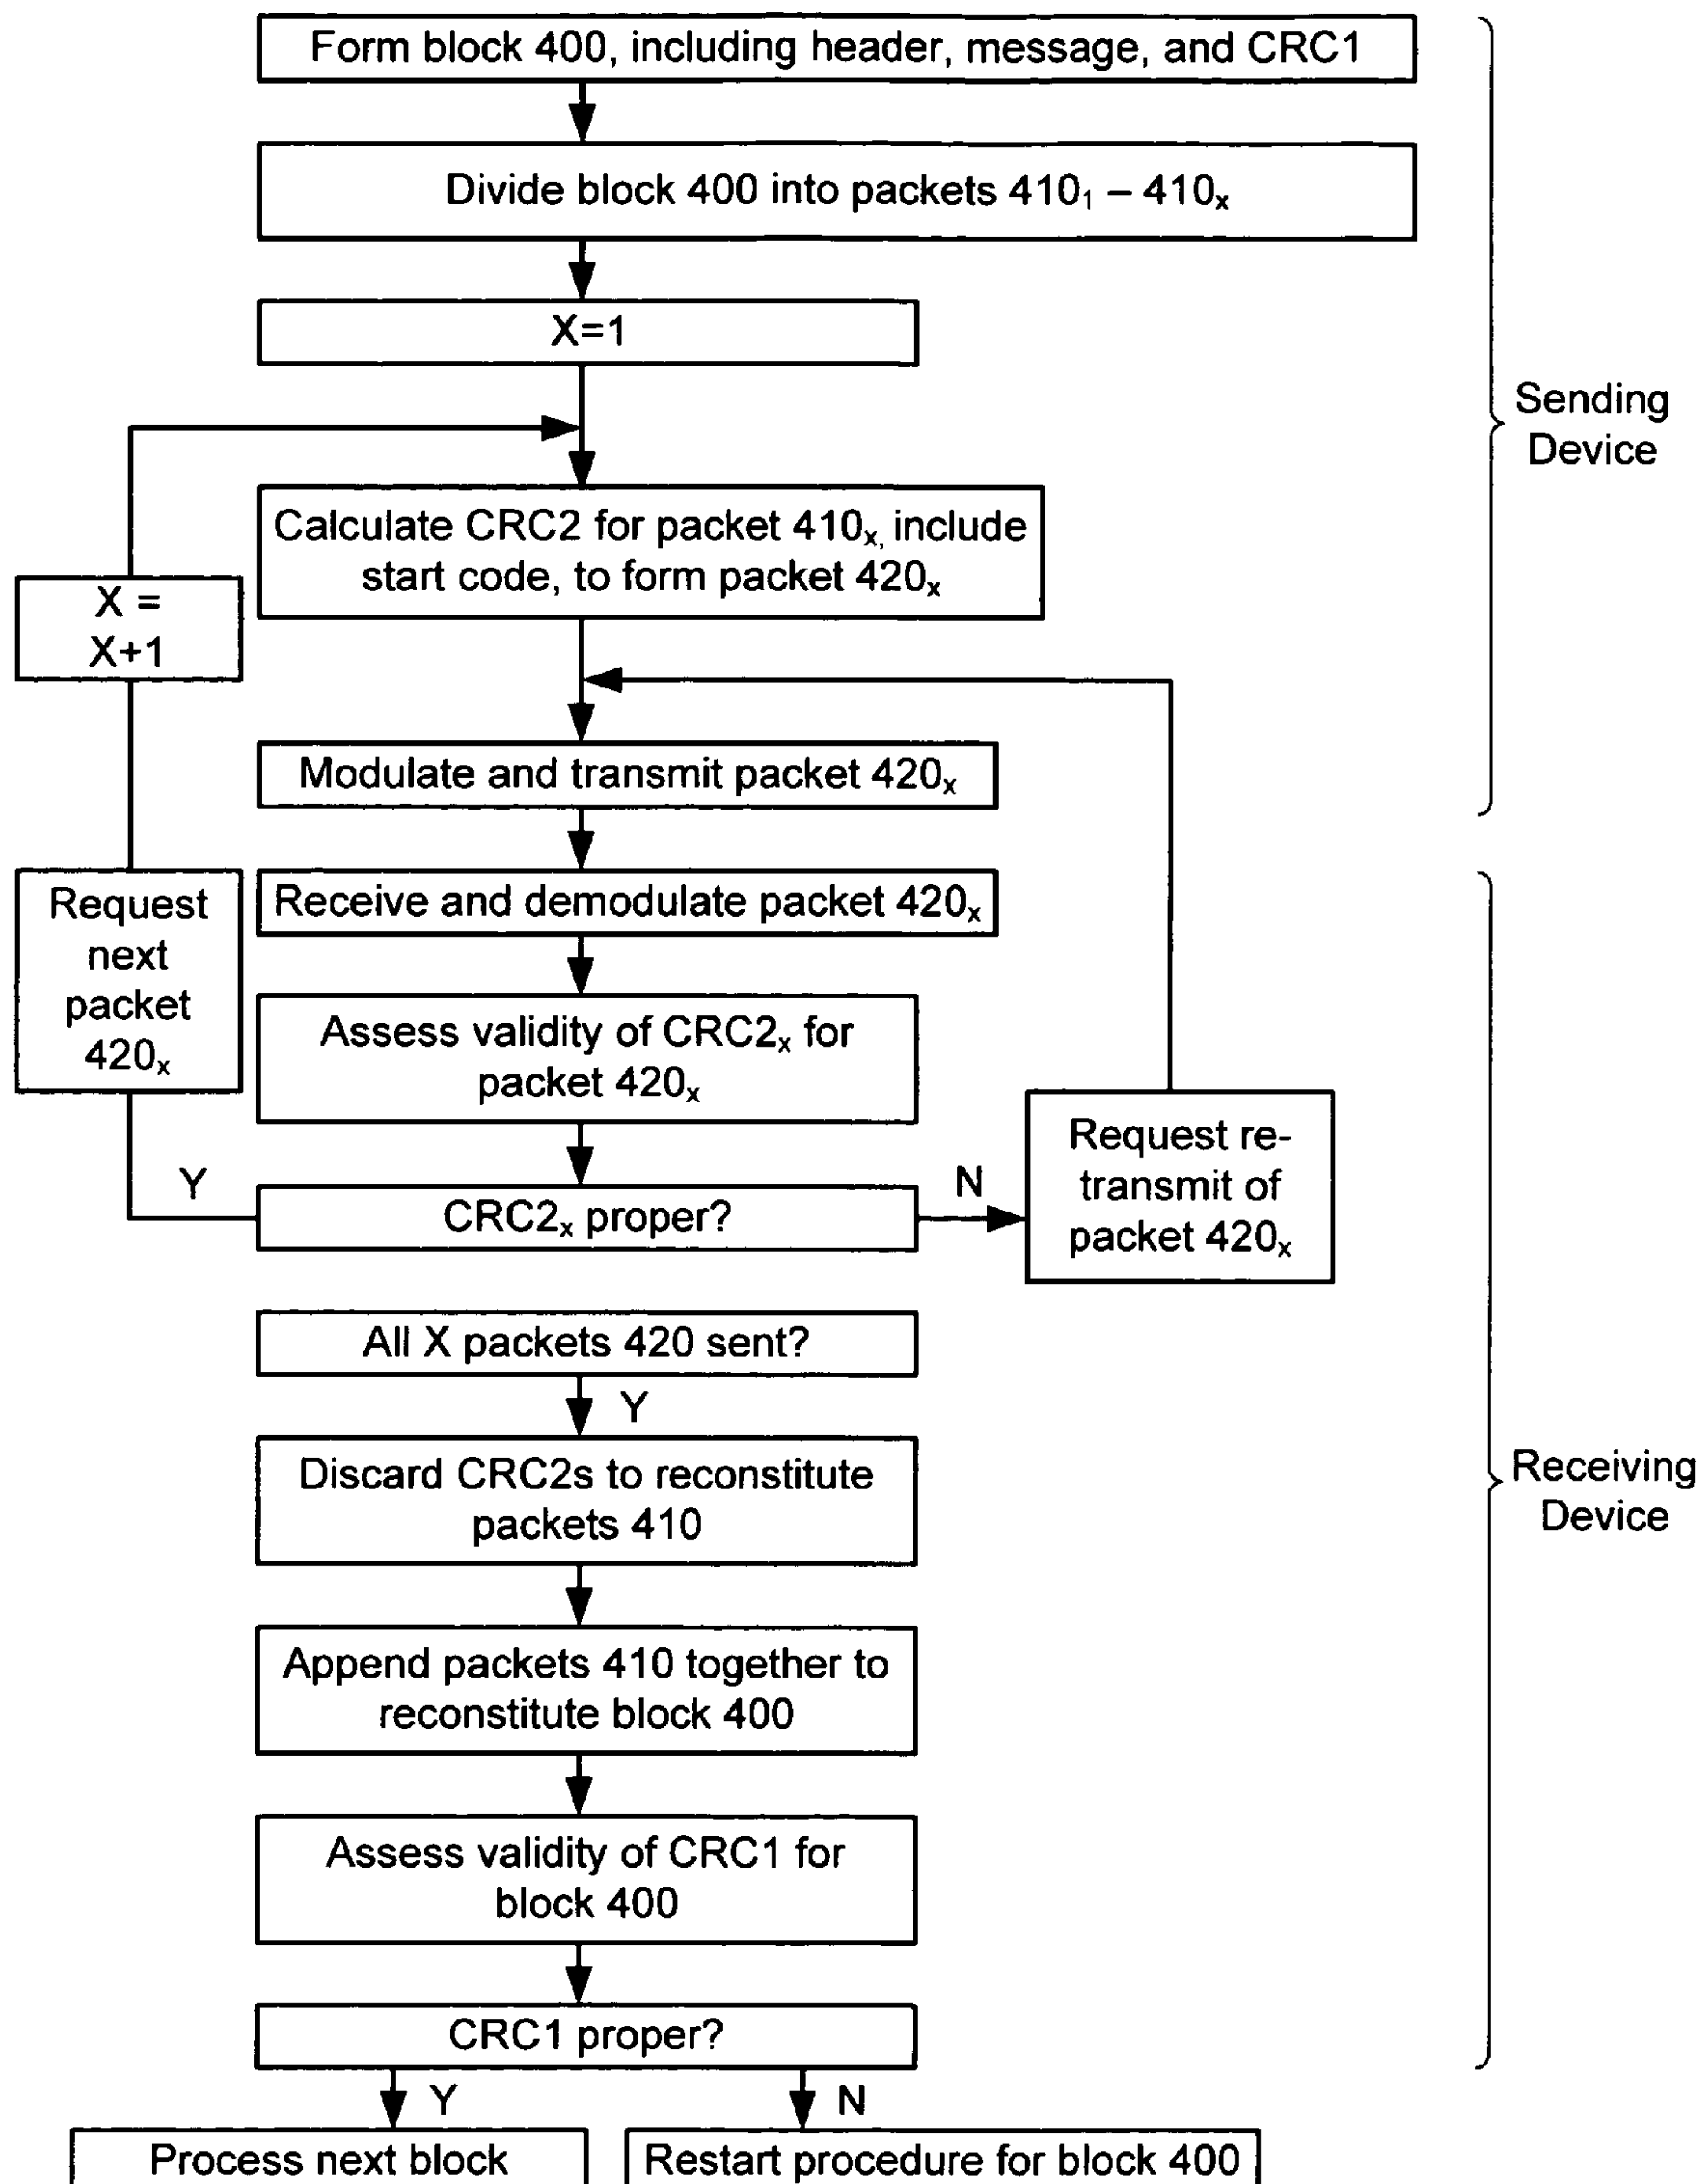 Form block 400, including header, message, and CRC1
Divide block 400 into packets 410₁ – 410ₓ
X=1
Sending
Device
Calculate CRC2 for packet 410ₓ, include
start code, to form packet 420ₓ
X =
X+1
Modulate and transmit packet 420ₓ
Request
next
packet
420ₓ
Receive and demodulate packet 420ₓ
Assess validity of CRC2ₓ for
packet 420ₓ
Request re-
transmit of
packet 420ₓ
Y
CRC2ₓ proper?
N
All X packets 420 sent?
Y
Discard CRC2s to reconstitute
packets 410
Receiving
Device
Append packets 410 together to
reconstitute block 400
Assess validity of CRC1 for
block 400
CRC1 proper?
Y
N
Process next block
Restart procedure for block 400